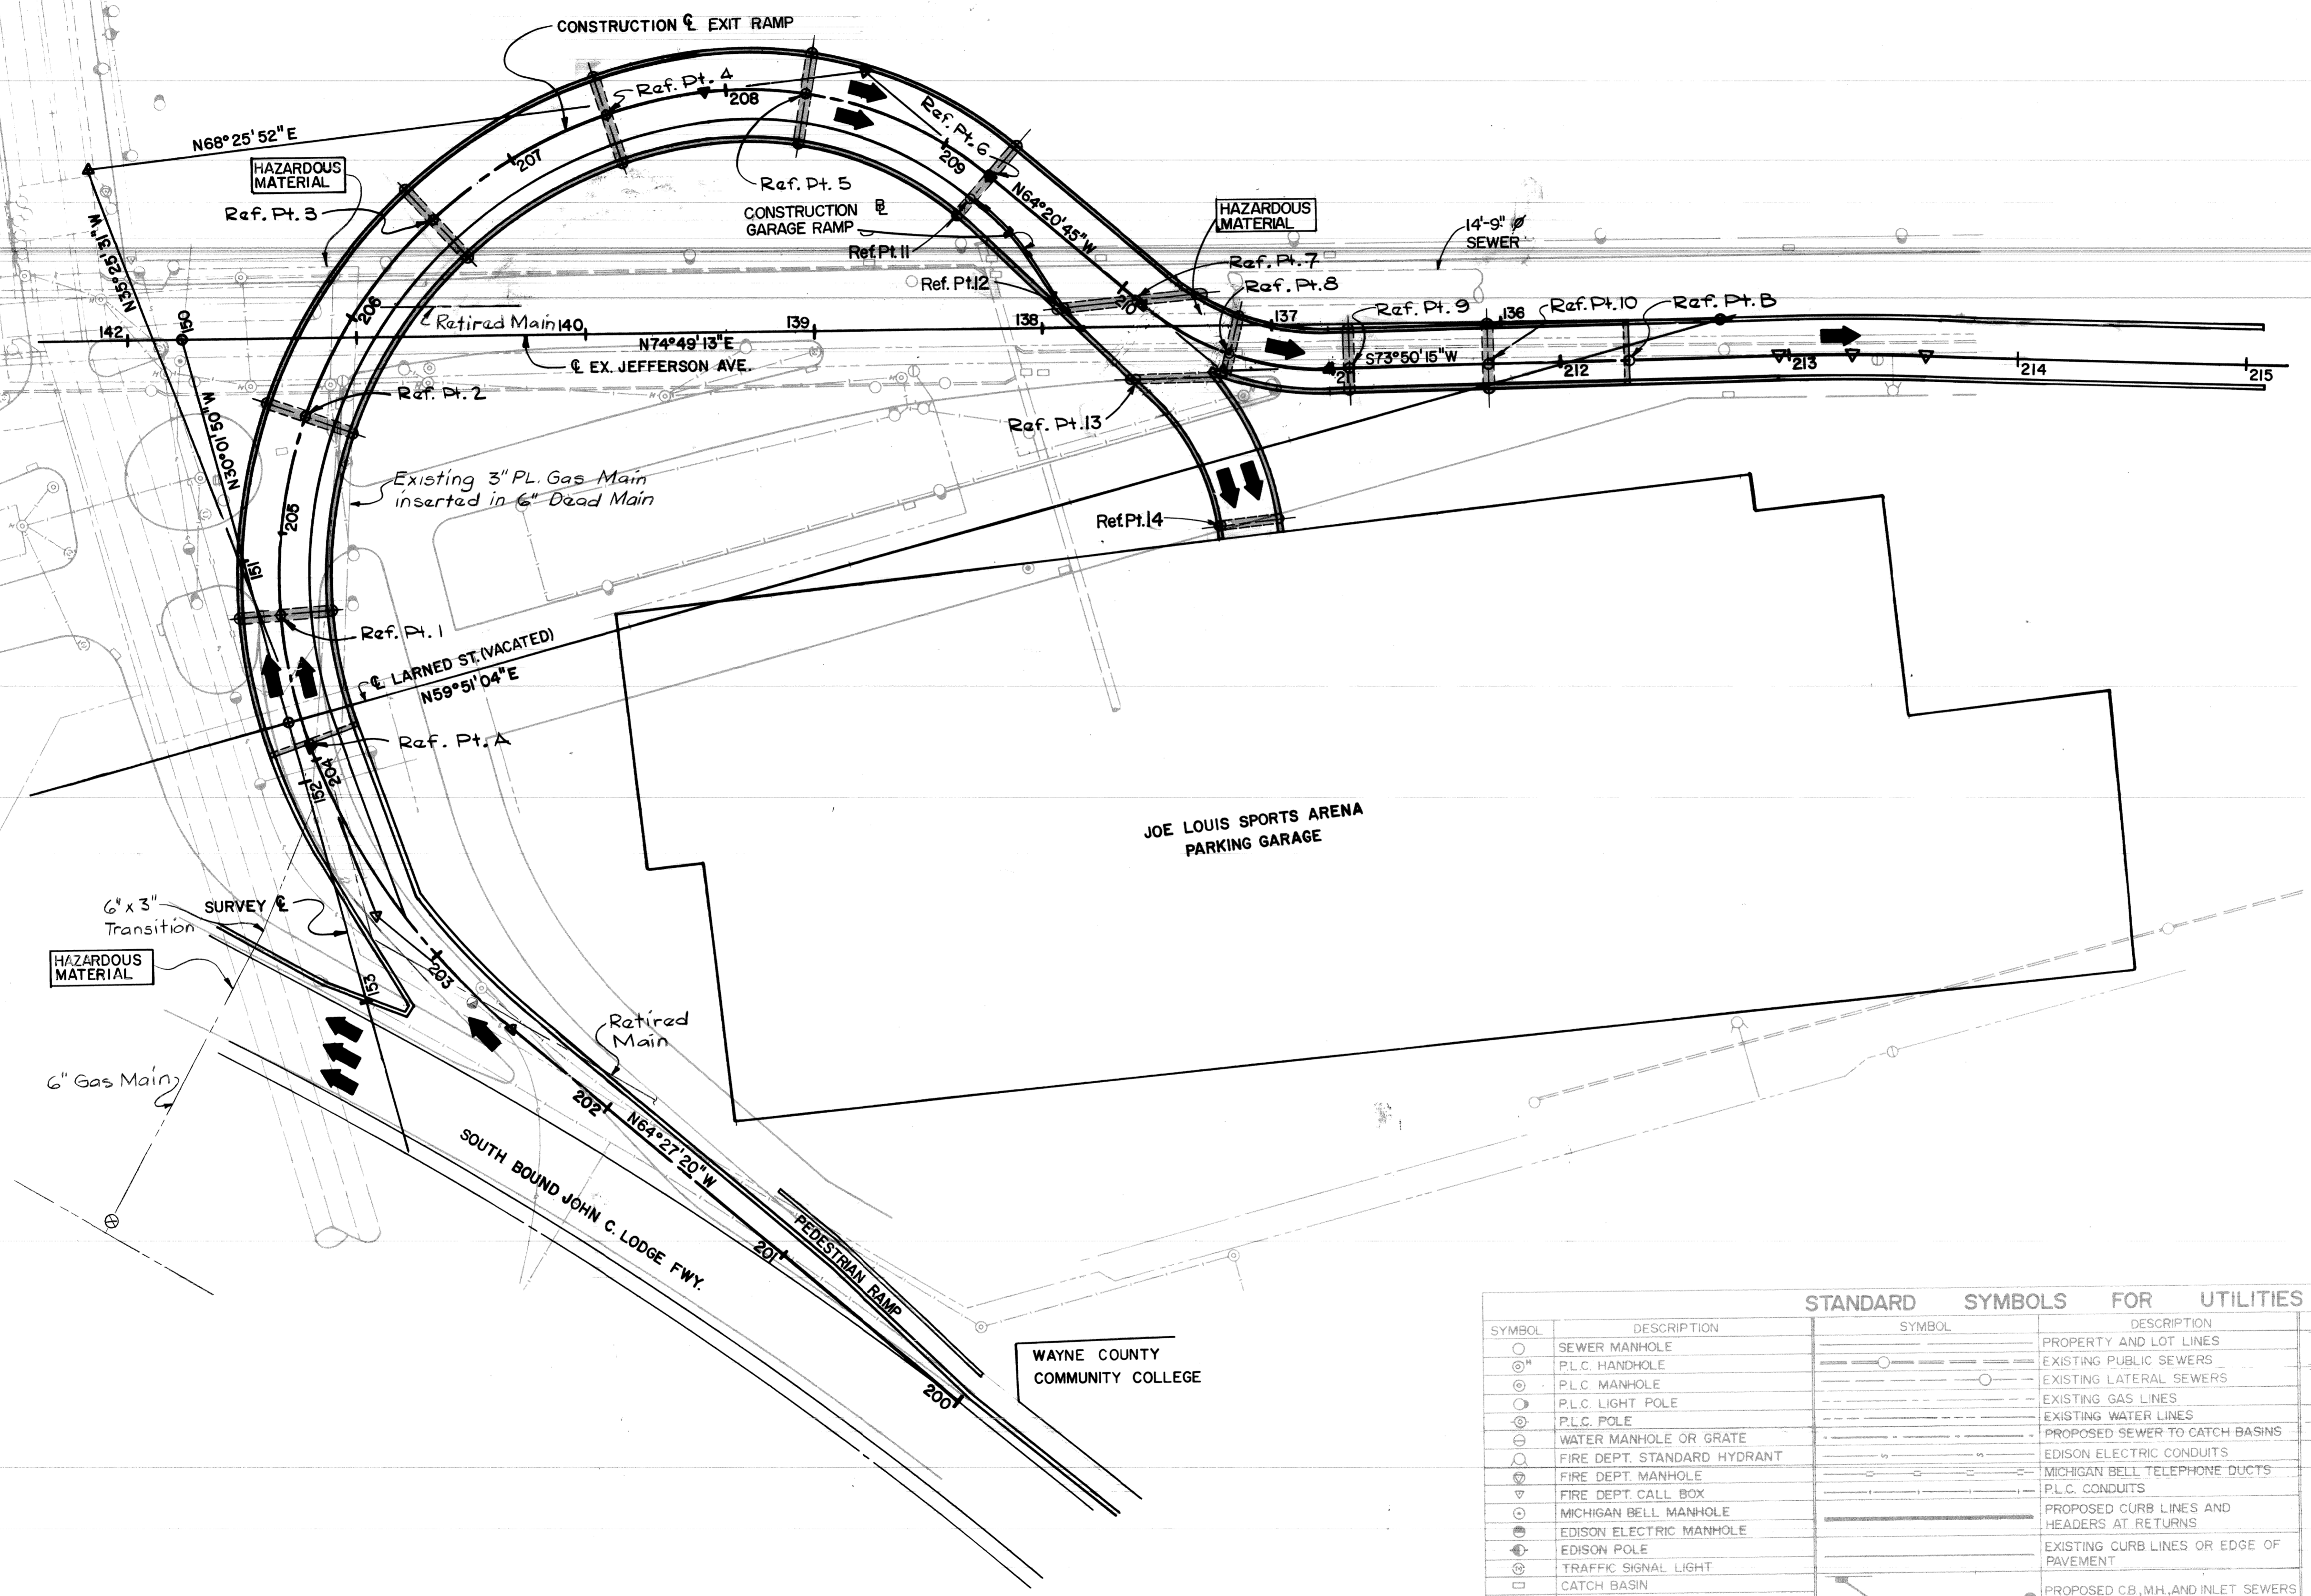 CONSTRUCTION ℄ EXIT RAMP
Ref. Pt. 4
208
N68°25'52"E
HAZARDOUS
MATERIAL
207
Ref. Pt. 6
209
Ref. Pt. 3
Ref. Pt. 5
CONSTRUCTION ⅊
GARAGE RAMP
N64°20'45"W
HAZARDOUS
MATERIAL
14'-9" Ø
SEWER
N35°25'31"W
Ref. Pt. 11
Ref. Pt. 12
Ref. Pt. 7
Ref. Pt. 8
210
206
Retired Main
142
150
140
139
138
137
136
Ref. Pt. 9
Ref. Pt. 10
Ref. Pt. B
N74°49'13"E
℄ EX. JEFFERSON AVE.
S73°50'15"W
212
213
214
215
Ref. Pt. 2
N30°01'50"W
Ref. Pt. 13
Existing 3" PL. Gas Main
inserted in 6" Dead Main
205
Ref. Pt. 14
151
Ref. Pt. 1
℄ LARNED ST. (VACATED)
N59°51'04"E
Ref. Pt. A
204
152
JOE LOUIS SPORTS ARENA
PARKING GARAGE
6" x 3"
Transition
SURVEY ℄
HAZARDOUS
MATERIAL
203
153
Retired
Main
6" Gas Main
202
N64°27'20"W
SOUTH BOUND JOHN C. LODGE FWY.
201
PEDESTRIAN RAMP
200
WAYNE COUNTY
COMMUNITY COLLEGE
STANDARD SYMBOLS FOR UTILITIES
SYMBOL DESCRIPTION SYMBOL DESCRIPTION
SEWER MANHOLE
P.L.C. HANDHOLE
P.L.C. MANHOLE
P.L.C. LIGHT POLE
P.L.C. POLE
WATER MANHOLE OR GRATE
FIRE DEPT. STANDARD HYDRANT
FIRE DEPT. MANHOLE
FIRE DEPT. CALL BOX
MICHIGAN BELL MANHOLE
EDISON ELECTRIC MANHOLE
EDISON POLE
TRAFFIC SIGNAL LIGHT
CATCH BASIN
PROPERTY AND LOT LINES
EXISTING PUBLIC SEWERS
EXISTING LATERAL SEWERS
EXISTING GAS LINES
EXISTING WATER LINES
PROPOSED SEWER TO CATCH BASINS
EDISON ELECTRIC CONDUITS
MICHIGAN BELL TELEPHONE DUCTS
P.L.C. CONDUITS
PROPOSED CURB LINES AND
HEADERS AT RETURNS
EXISTING CURB LINES OR EDGE OF
PAVEMENT
PROPOSED C.B., M.H., AND INLET SEWERS